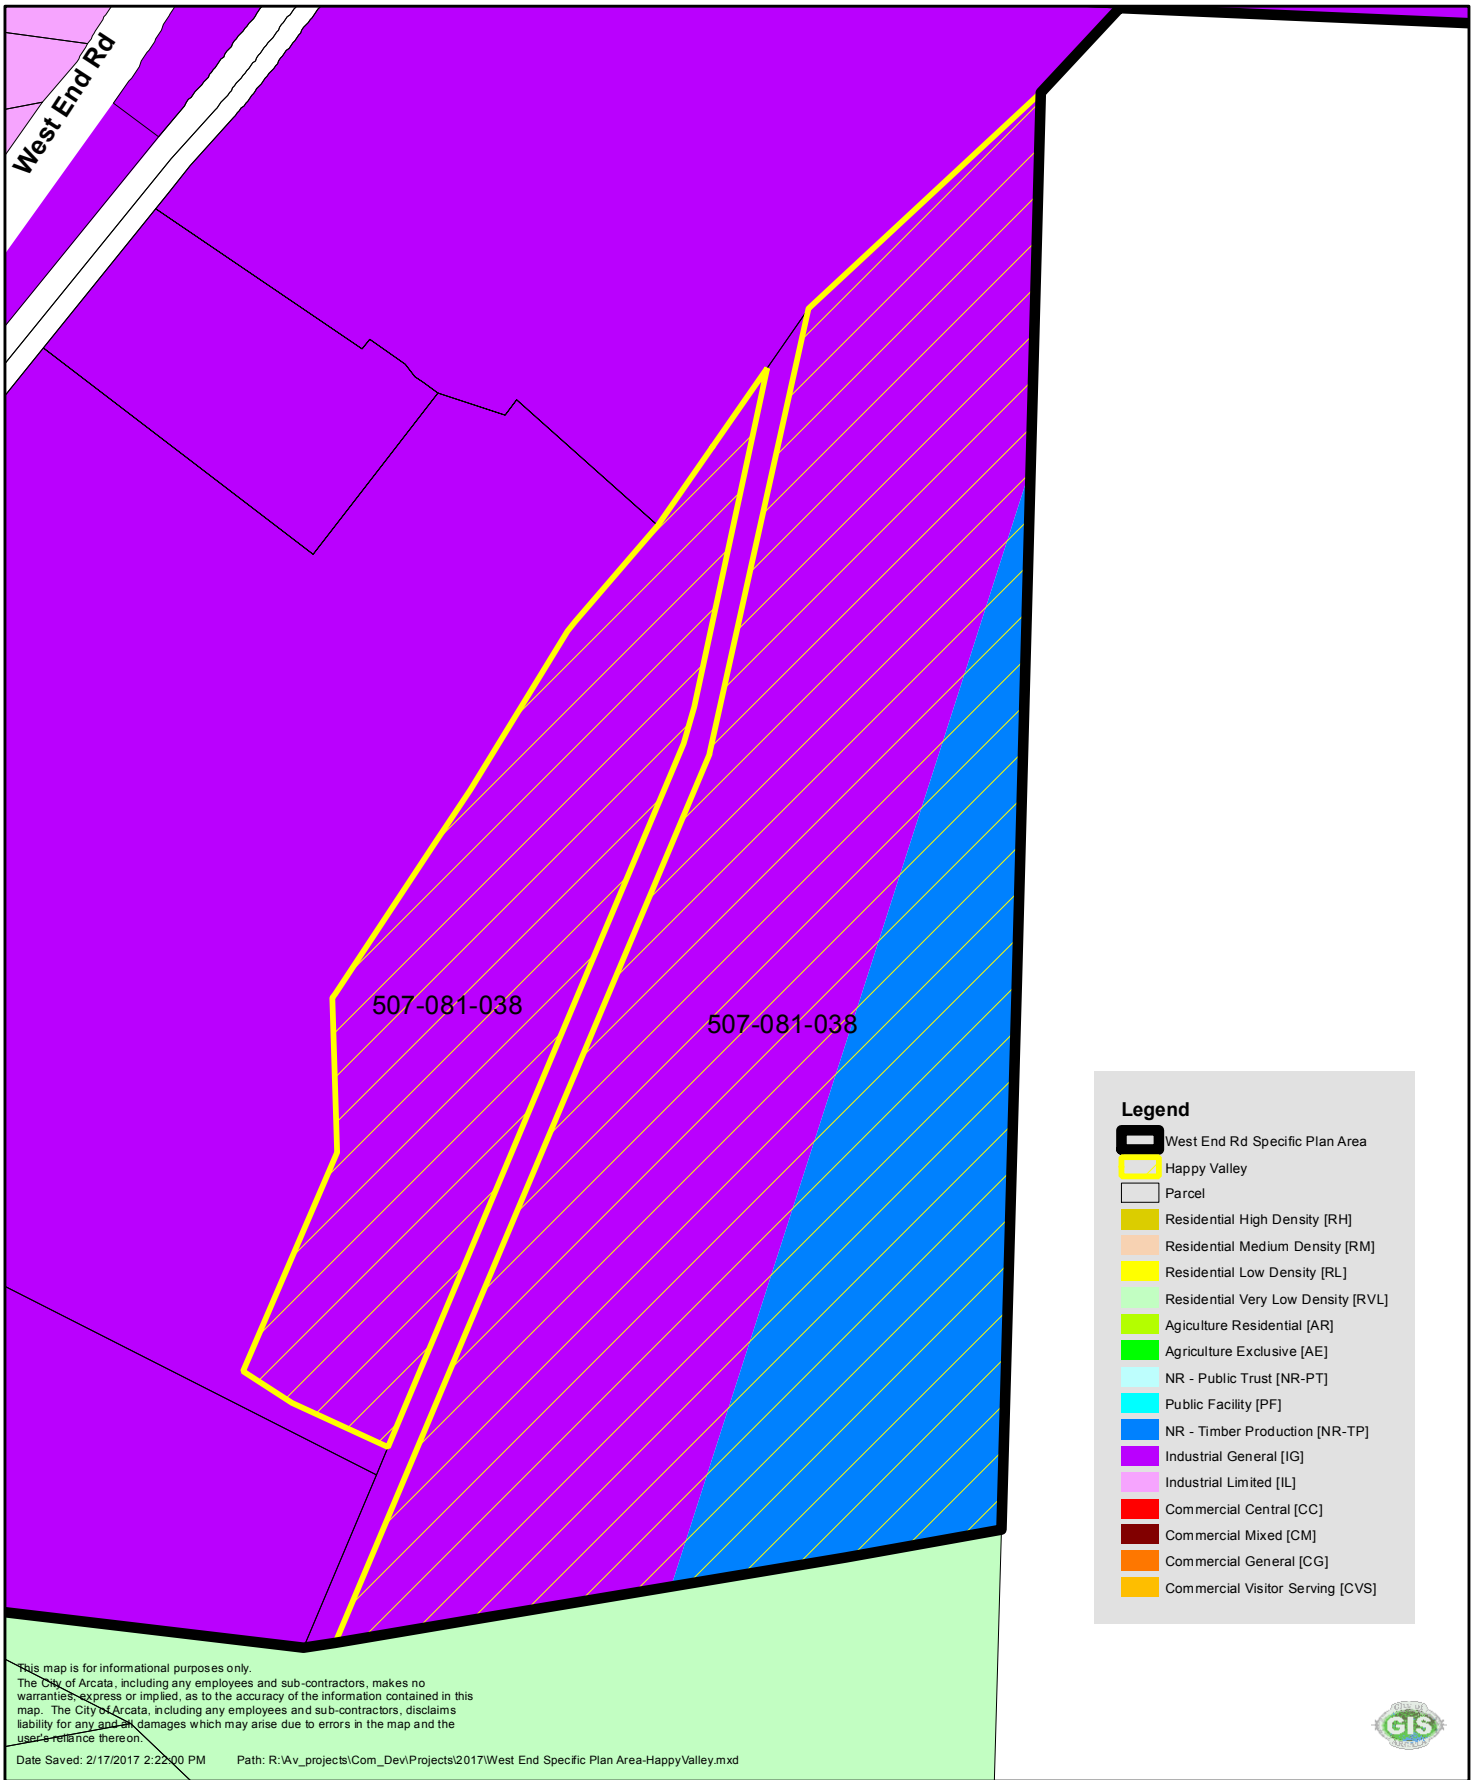 West End Rd
507-081-038
507-081-038
Legend
West End Rd Specific Plan Area
Happy Valley
Parcel
Residential High Density [RH]
Residential Medium Density [RM]
Residential Low Density [RL]
Residential Very Low Density [RVL]
Agiculture Residential [AR]
Agriculture Exclusive [AE]
NR - Public Trust [NR-PT]
Public Facility [PF]
NR - Timber Production [NR-TP]
Industrial General [IG]
Industrial Limited [IL]
Commercial Central [CC]
Commercial Mixed [CM]
Commercial General [CG]
Commercial Visitor Serving [CVS]
This map is for informational purposes only.
The City of Arcata, including any employees and sub-contractors, makes no
warranties, express or implied, as to the accuracy of the information contained in this
map. The City of Arcata, including any employees and sub-contractors, disclaims
liability for any and all damages which may arise due to errors in the map and the
user's reliance thereon.
Date Saved: 2/17/2017 2:22:00 PM Path: R:\Av_projects\Com_Dev\Projects\2017\West End Specific Plan Area-HappyValley.mxd
GIS